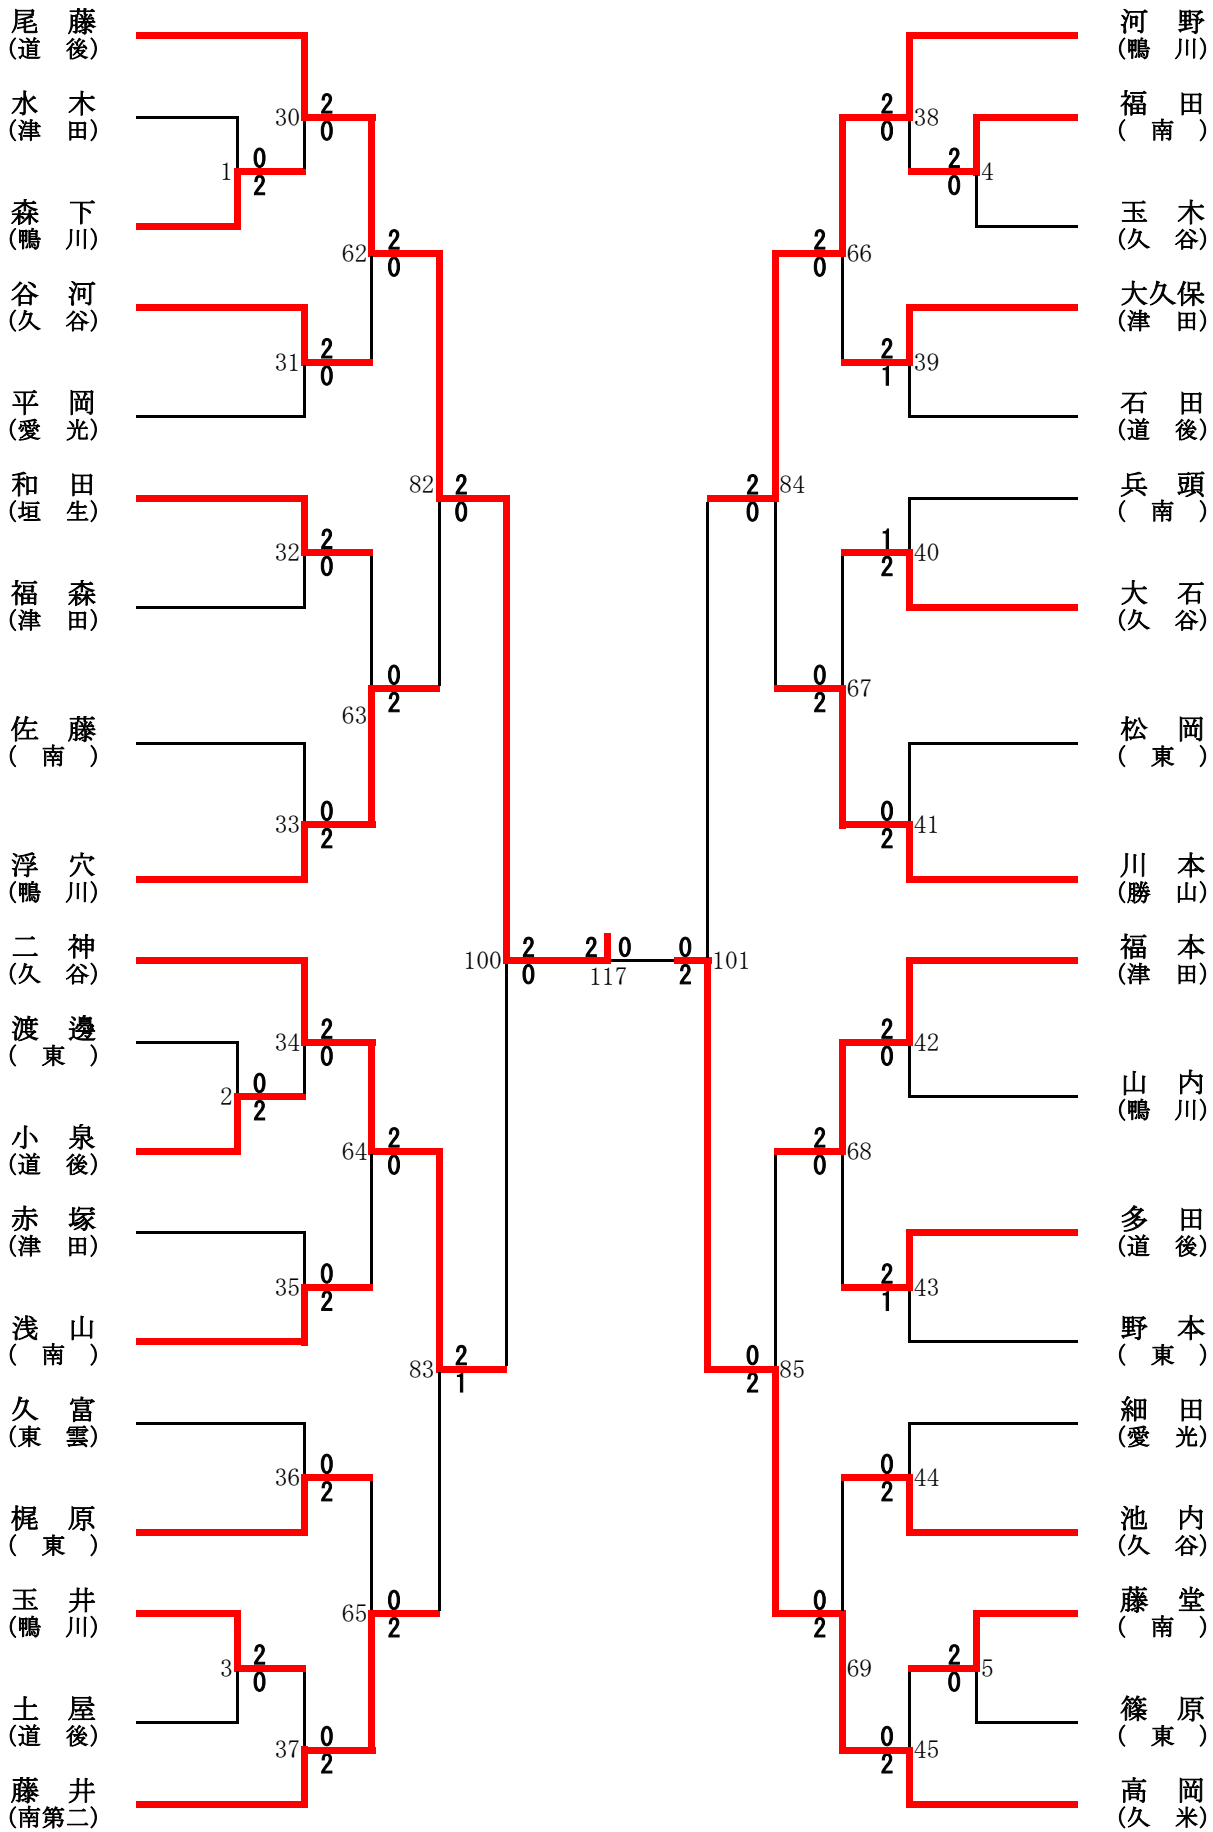 尾 藤
(道 後)
水 木
(津 田)
森 下
(鴨 川)
谷 河
(久 谷)
平 岡
(愛 光)
和 田
(垣 生)
福 森
(津 田)
佐 藤
( 南 )
浮 穴
(鴨 川)
二 神
(久 谷)
渡 邊
( 東 )
小 泉
(道 後)
赤 塚
(津 田)
浅 山
( 南 )
久 富
(東 雲)
梶 原
( 東 )
玉 井
(鴨 川)
土 屋
(道 後)
藤 井
(南第二)
1
0
2
2
0
2
3
2
0
30
2
0
31
2
0
32
2
0
33
0
2
34
2
0
35
0
2
36
0
2
37
0
2
62
2
0
63
0
2
64
2
0
65
0
2
82
2
0
83
2
1
100
2
0
2 0
117
0
2
101
2
0
84
0
2
85
2
0
66
0
2
67
2
0
68
0
2
69
2
0
38
2
1
39
1
2
40
0
2
41
2
0
42
2
1
43
0
2
44
0
2
45
2
0
4
2
0
5
河 野
(鴨 川)
福 田
( 南 )
玉 木
(久 谷)
大久保
(津 田)
石 田
(道 後)
兵 頭
( 南 )
大 石
(久 谷)
松 岡
( 東 )
川 本
(勝 山)
福 本
(津 田)
山 内
(鴨 川)
多 田
(道 後)
野 本
( 東 )
細 田
(愛 光)
池 内
(久 谷)
藤 堂
( 南 )
篠 原
( 東 )
高 岡
(久 米)